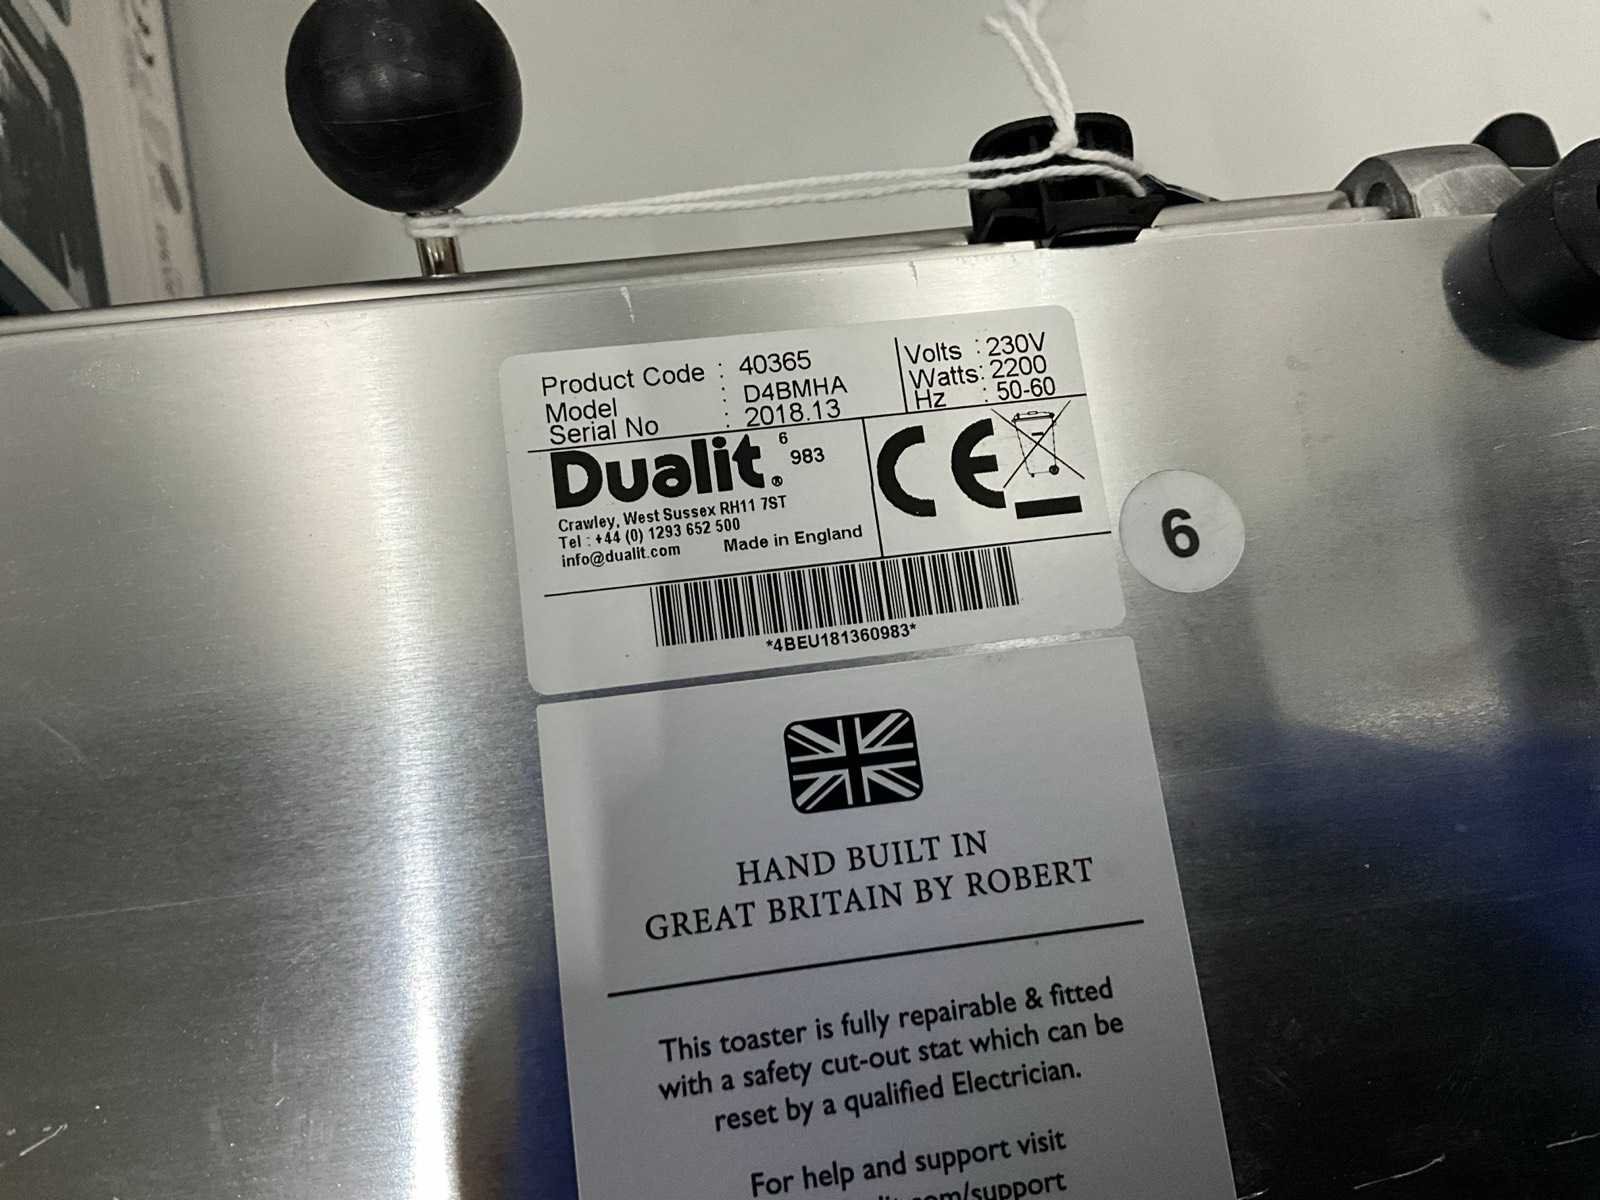 Product Code : 40365
Model : D4BMHA
Serial No : 2018.13
6
983
Volts : 230V
Watts: 2200
Hz : 50-60
Dualit®
Crawley, West Sussex RH11 7ST
Tel : +44 (0) 1293 652 500
info@dualit.com
Made in England
CE
*4BEU181360983*
6
HAND BUILT IN
GREAT BRITAIN BY ROBERT
This toaster is fully repairable & fitted
with a safety cut-out stat which can be
reset by a qualified Electrician.
For help and support visit
.com/support